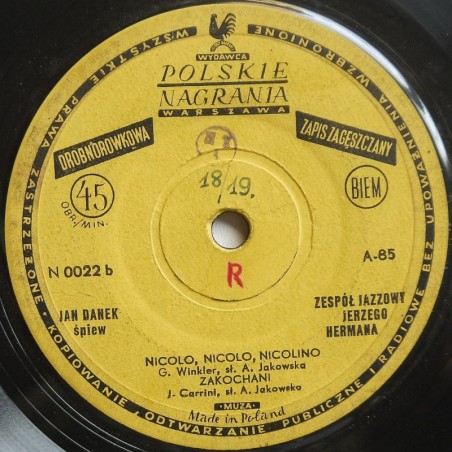 WSZYSTKIE PRAWA ZASTRZEŻONE • KOPIOWANIE, ODTWARZANIE PUBLICZNE I RADIOWE BEZ UPOWAŻNIENIA WZBRONIONE
WYDAWCA
POLSKIE
NAGRANIA
WARSZAWA
DROBNOROWKOWA
ZAPIS ZAGĘSZCZANY
45
OBR./MIN.
BIEM
18/19.
N 0022 b
A-85
R
JAN DANEK
śpiew
ZESPÓŁ JAZZOWY
JERZEGO
HERMANA
NICOLO, NICOLO, NICOLINO
G. Winkler, sł. A. Jakowska
ZAKOCHANI
J. Carrini, sł. A. Jakowska
"MUZA"
Made in Poland